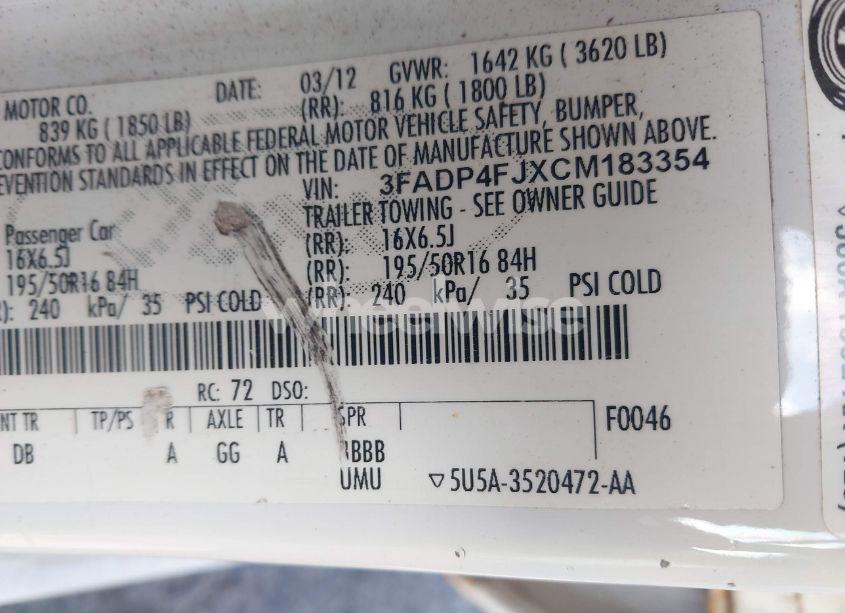 MOTOR CO. DATE: 03/12 GVWR: 1642 KG ( 3620 LB)
839 KG ( 1850 LB) (RR): 816 KG ( 1800 LB)
CONFORMS TO ALL APPLICABLE FEDERAL MOTOR VEHICLE SAFETY, BUMPER,
EVENTION STANDARDS IN EFFECT ON THE DATE OF MANUFACTURE SHOWN ABOVE.
VIN: 3FADP4FJXCM183354
TRAILER TOWING - SEE OWNER GUIDE
Passenger Car
16X6.5J (RR): 16X6.5J
195/50R16 84H (RR): 195/50R16 84H
): 240 kPa/ 35 PSI COLD (RR): 240 kPa/ 35 PSI COLD
wheelwise
RC: 72 DSO:
NT TR TP/PS R AXLE TR SPR F0046
DB A GG A BBB
UMU ▽5U5A-3520472-AA